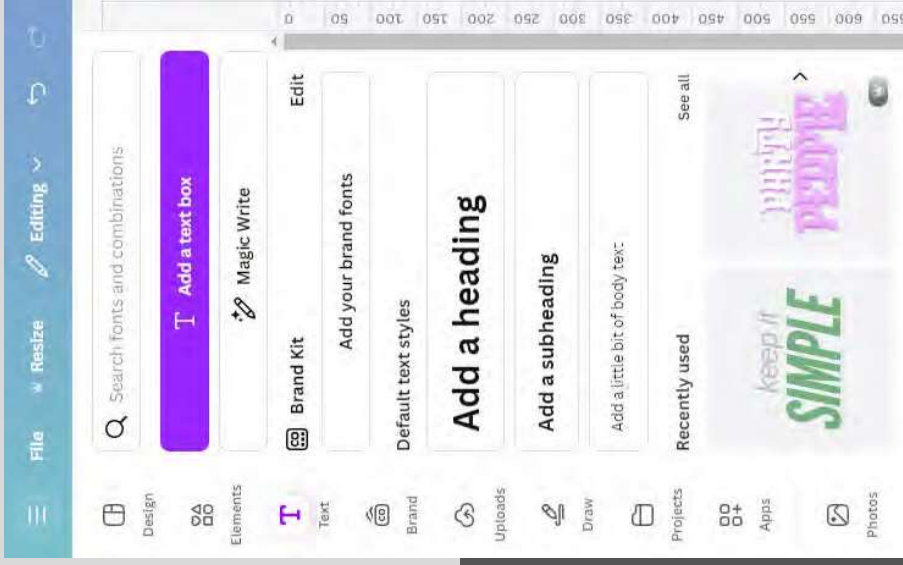 File
Resize
Editing
Search fonts and combinations
Add a text box
Magic Write
Brand Kit
Edit
Add your brand fonts
Default text styles
Add a heading
Add a subheading
Add a little bit of body text
Recently used
See all
keep it
SIMPLE
PARTY
PEOPLE
Design
Elements
Text
Brand
Uploads
Draw
Projects
Apps
Photos
0 50 100 150 200 250 300 350 400 450 500 550 600